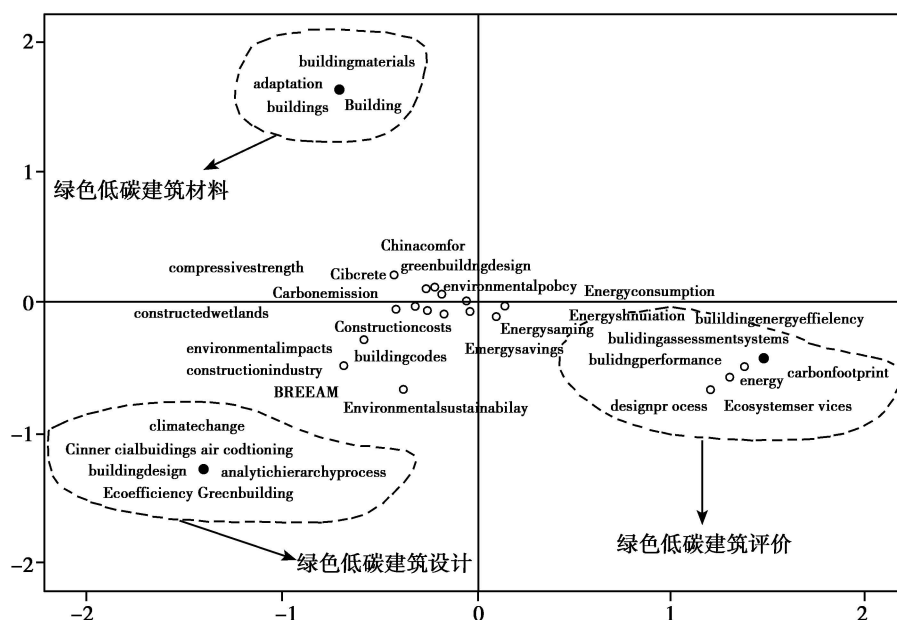 2
buildingmaterials
adaptation
buildings Building
1
绿色低碳建筑材料
Chinacomfor
compressivestrength
Cibcrete greenbuildngdesign
Carbonemission environmentalpobcy Energyconsumption
0
constructedwetlands
Constructioncosts Energysaming Energyshnuiation builildingenergyeffielency
environmentalimpacts buildingcodes Emergysavings bulidingassessmentsystems
constructionindustry bulidngperformance energy carbonfootprint
BREEAM Environmentalsustainabilay designpr ocess Ecosystemser vices
-1
climatechange
Cinner cialbuidings air codtioning
buildingdesign analytichierarchyprocess
Ecoefficiency Greenbuilding
绿色低碳建筑设计
绿色低碳建筑评价
-2
-2 -1 0 1 2